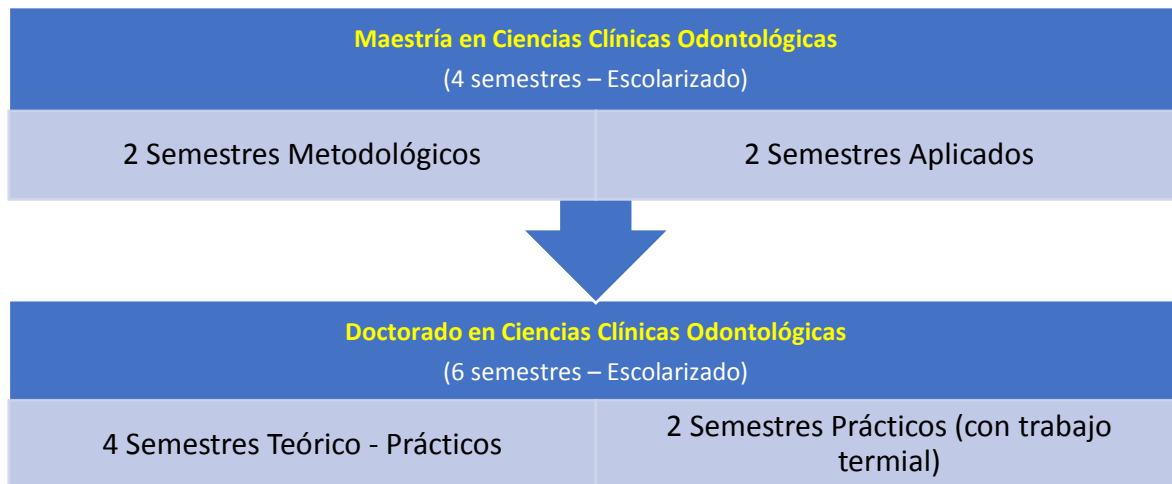 Maestría en Ciencias Clínicas Odontológicas
(4 semestres – Escolarizado)
2 Semestres Metodológicos
2 Semestres Aplicados
Doctorado en Ciencias Clínicas Odontológicas
(6 semestres – Escolarizado)
4 Semestres Teórico - Prácticos
2 Semestres Prácticos (con trabajo
termial)